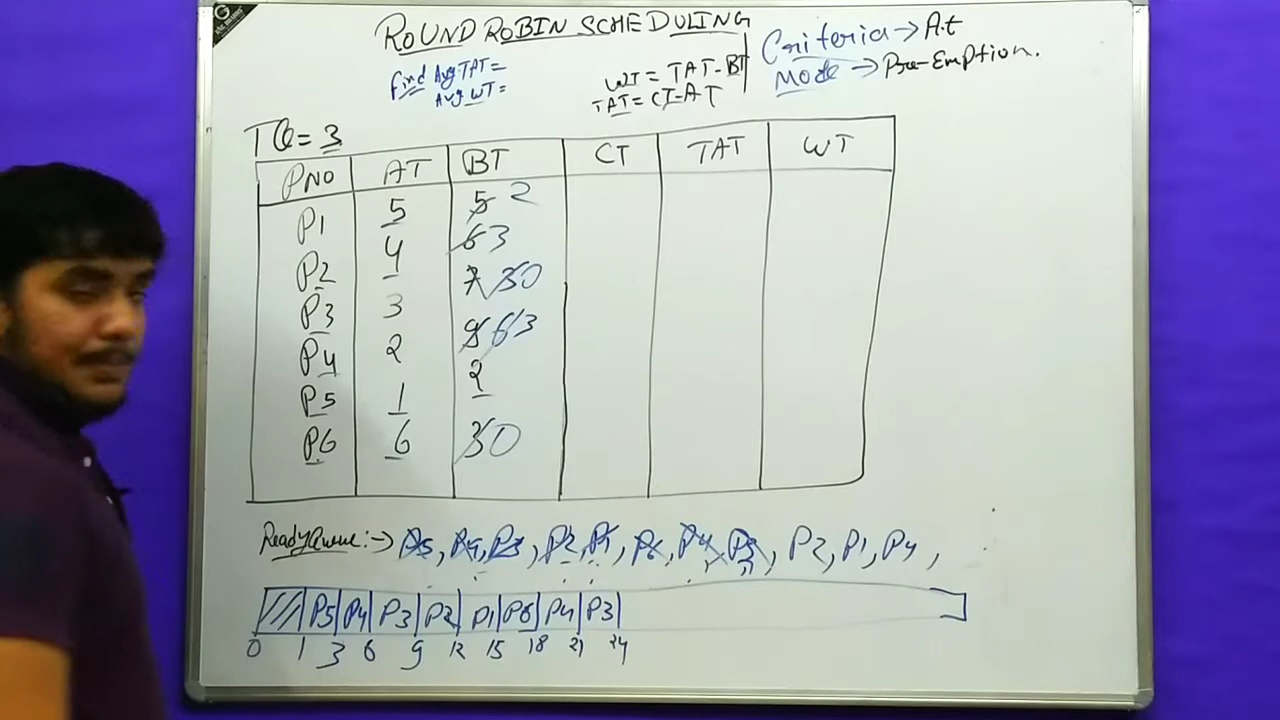 ROUND ROBIN SCHEDULING
Criteria → A.t
Mode → Pre-Emption.
Find Avg.TAT =
Avg WT =
WT = TAT - BT
TAT = CT - AT
TQ = 3
PNO AT BT CT TAT WT
P1 5 5 2
P2 4 6 3
P3 3 7 3 0
P4 2 9 6 3
P5 1 2
P6 6 3 0
Ready Queue:-> P5, P4, P3, P2, P1, P6, P4, P3, P2, P1, P4,
P5 P4 P3 P2 P1 P6 P4 P3
0 1 3 6 9 12 15 18 21 24